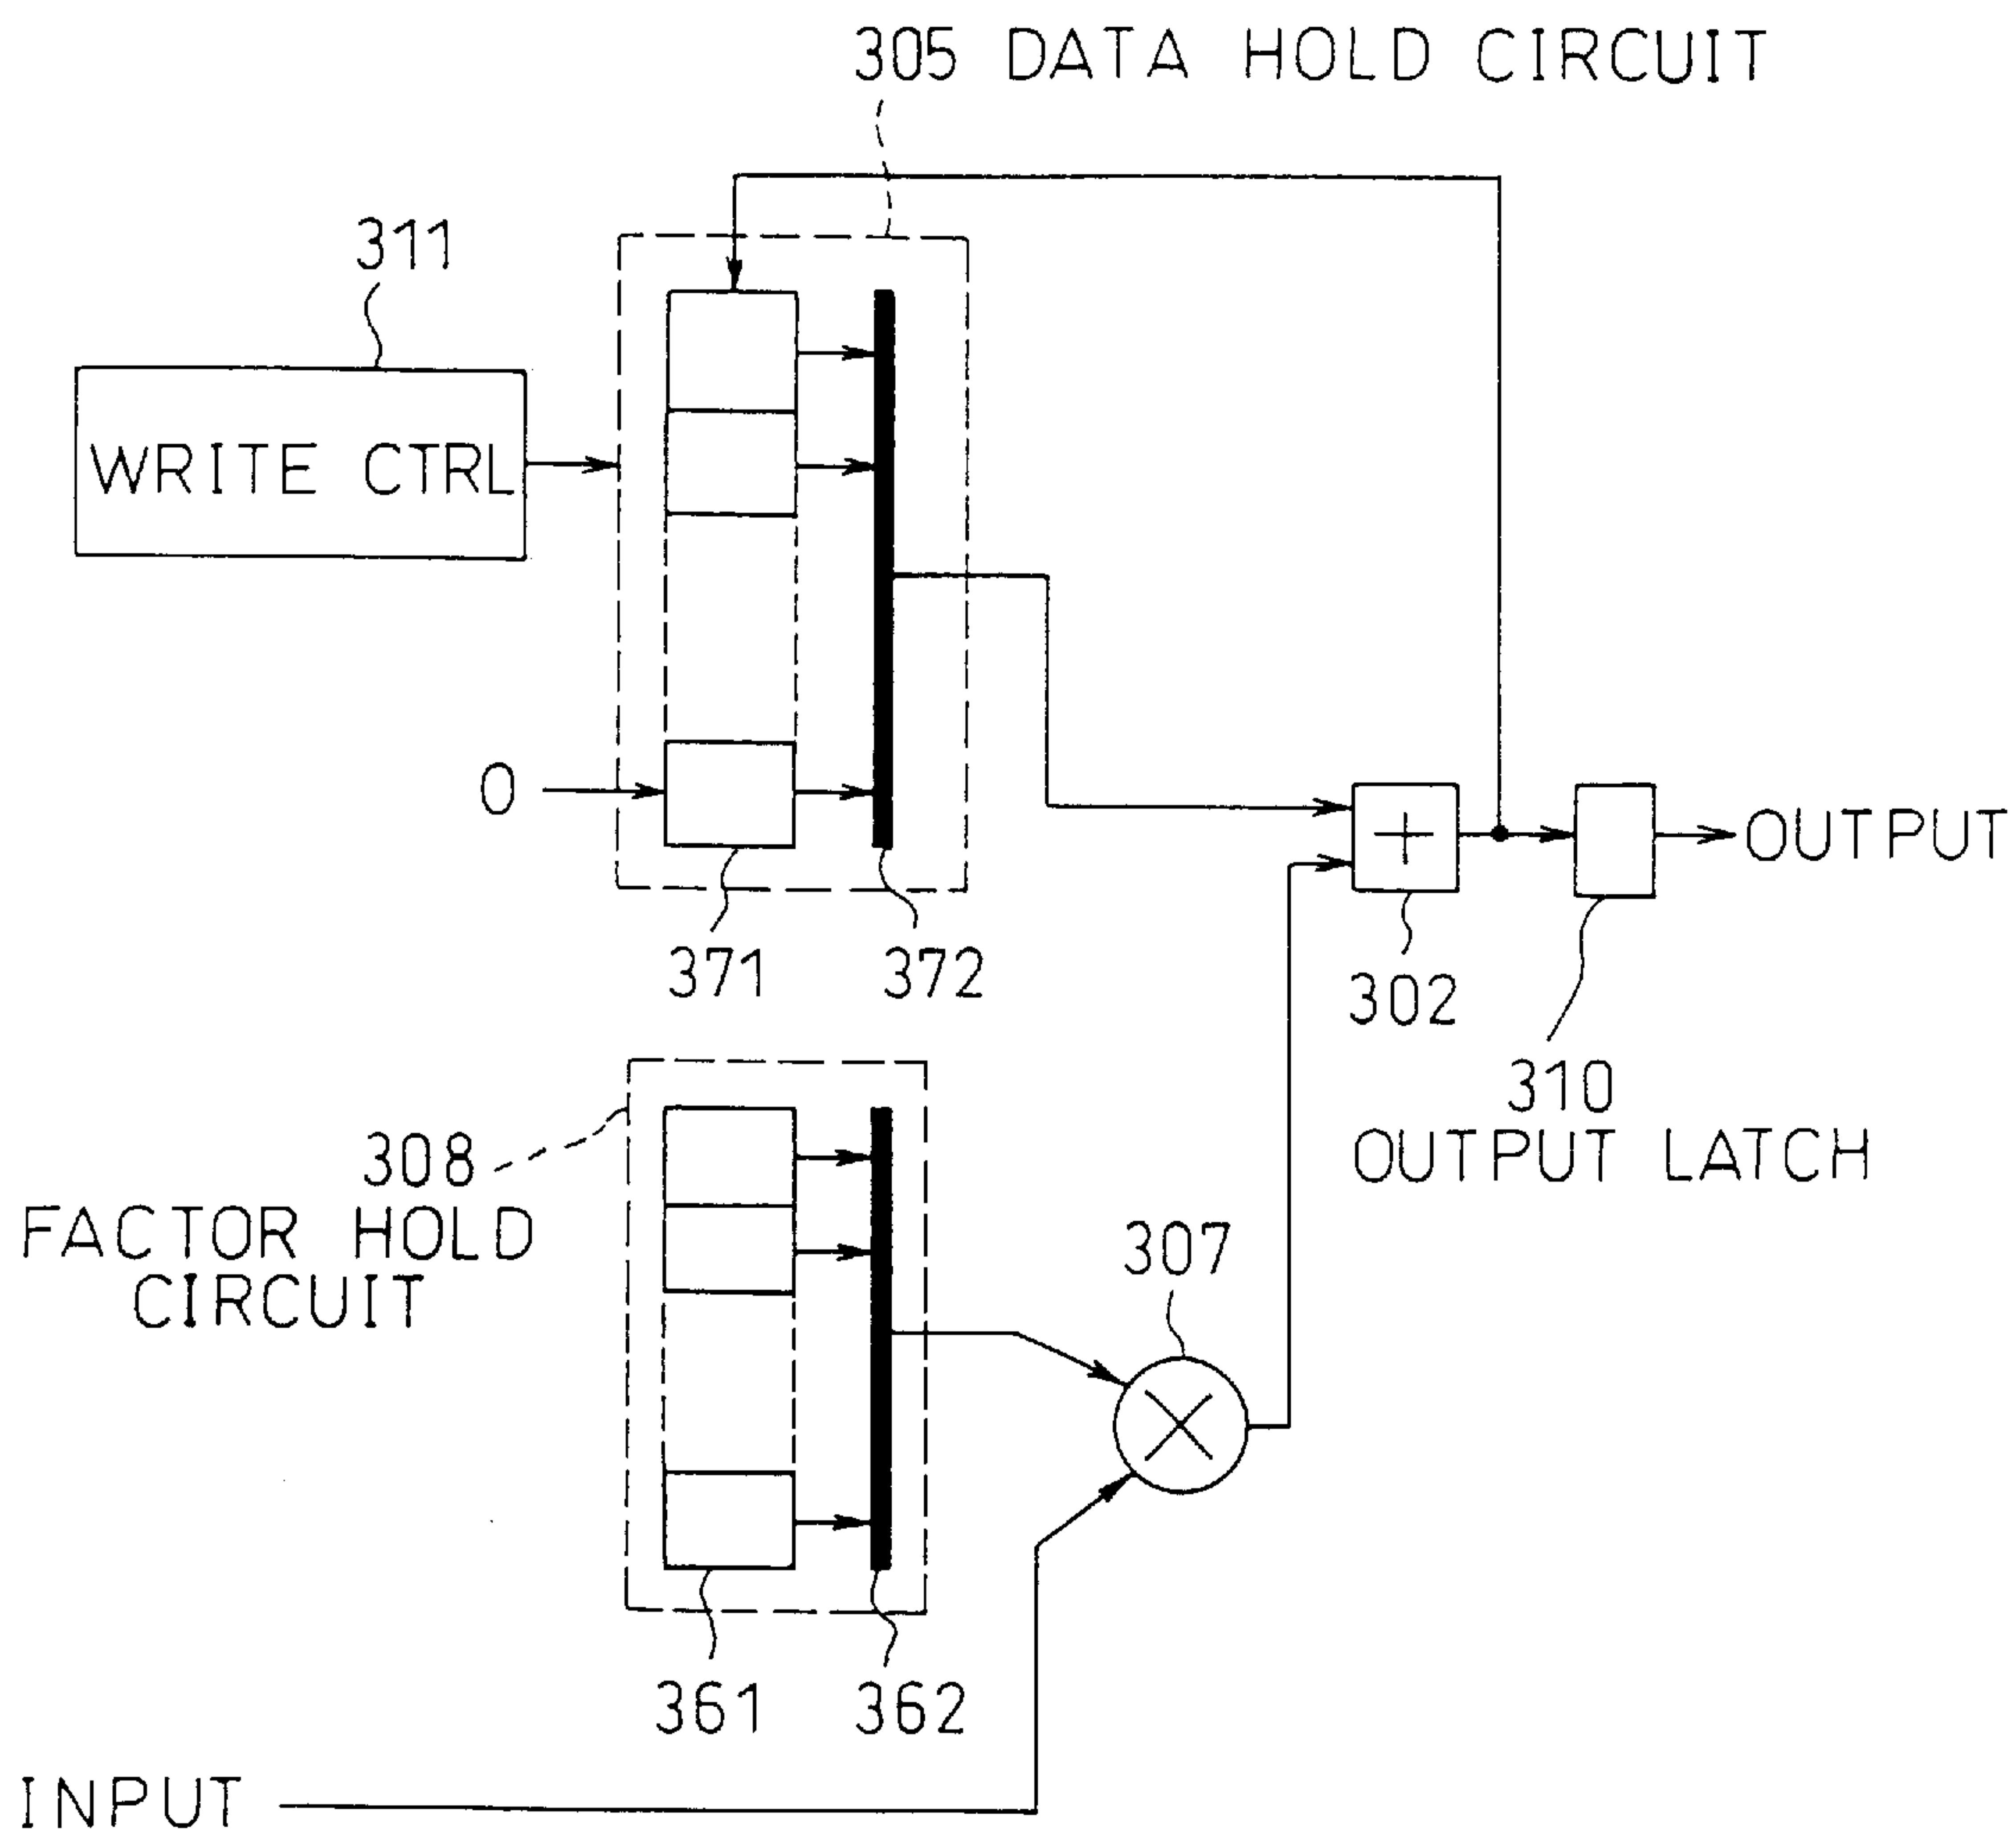 305 DATA HOLD CIRCUIT
311
WRITE CTRL
0
OUTPUT
371
372
302
310
OUTPUT LATCH
308
FACTOR HOLD
CIRCUIT
307
361
362
INPUT